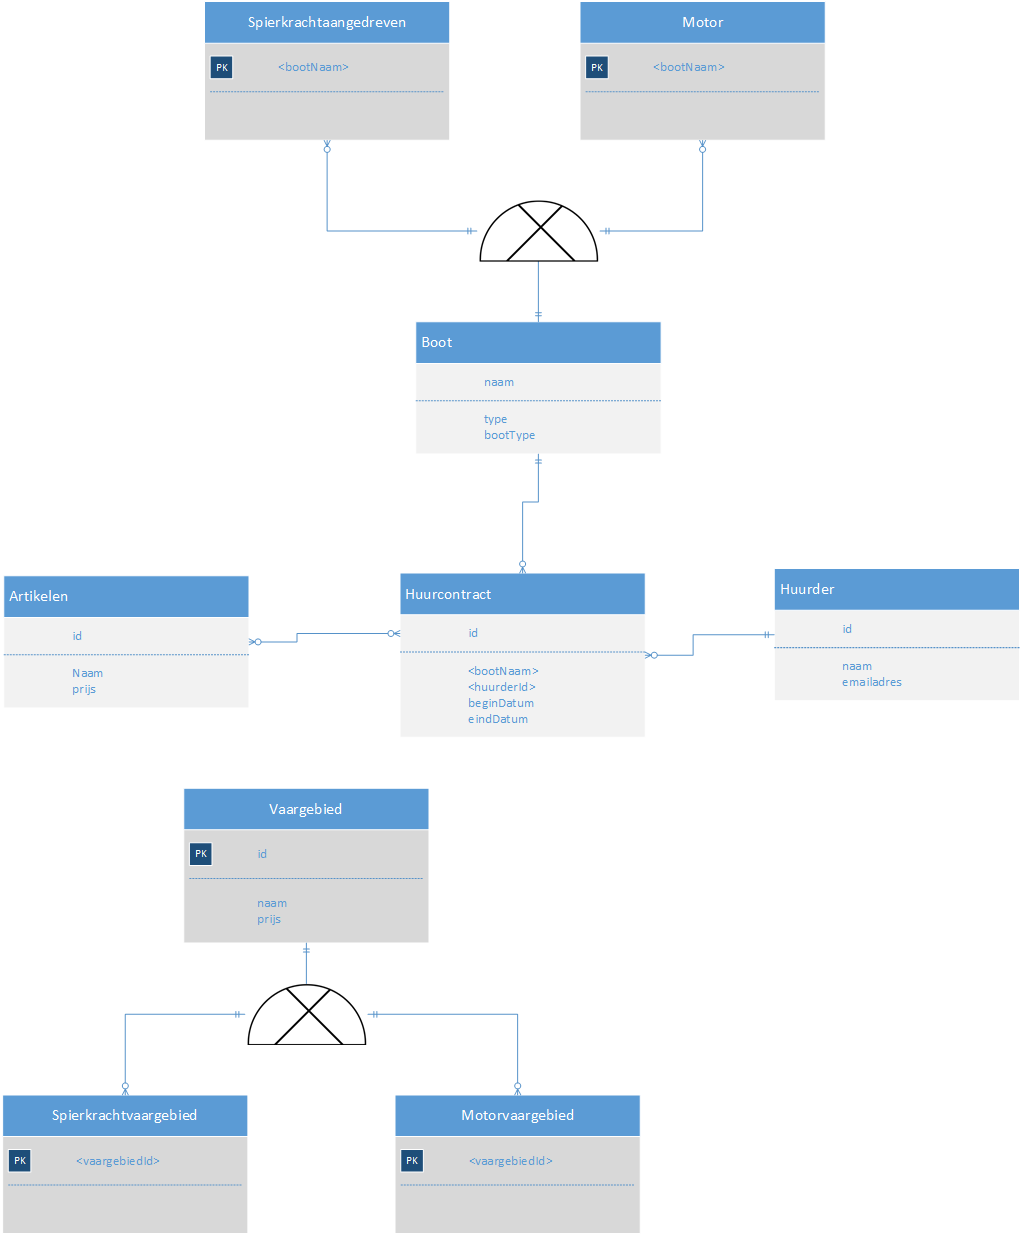 Spierkrachtaangedreven
PK <bootNaam>
Motor
PK <bootNaam>
Boot
naam
type
bootType
Artikelen
id
Naam
prijs
Huurcontract
id
<bootNaam>
<huurderId>
beginDatum
eindDatum
Huurder
id
naam
emailadres
Vaargebied
PK id
naam
prijs
Spierkrachtvaargebied
PK <vaargebiedId>
Motorvaargebied
PK <vaargebiedId>